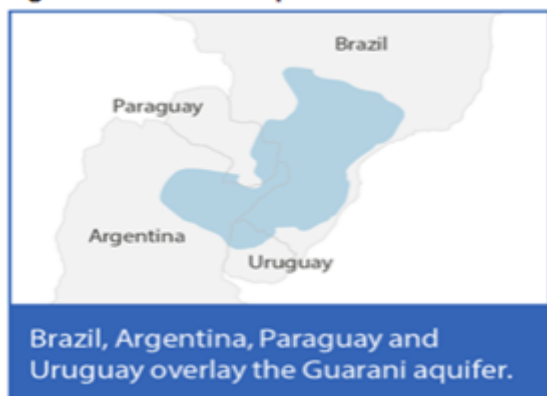 Brazil
Paraguay
Argentina
Uruguay
Brazil, Argentina, Paraguay and
Uruguay overlay the Guarani aquifer.